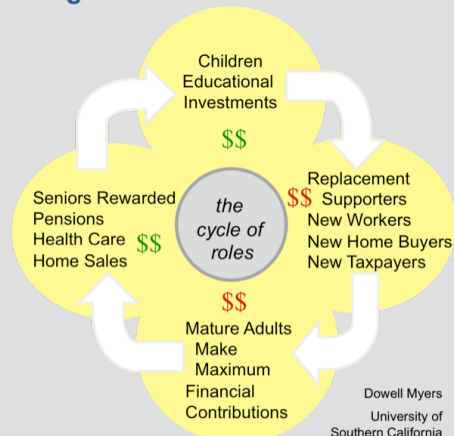 Children
Educational
Investments
$$
Seniors Rewarded
Pensions
Health Care $$
Home Sales
the
cycle of
roles
Replacement
$$ Supporters
New Workers
New Home Buyers
New Taxpayers
$$
Mature Adults
Make
Maximum
Financial
Contributions
Dowell Myers
University of
Southern California